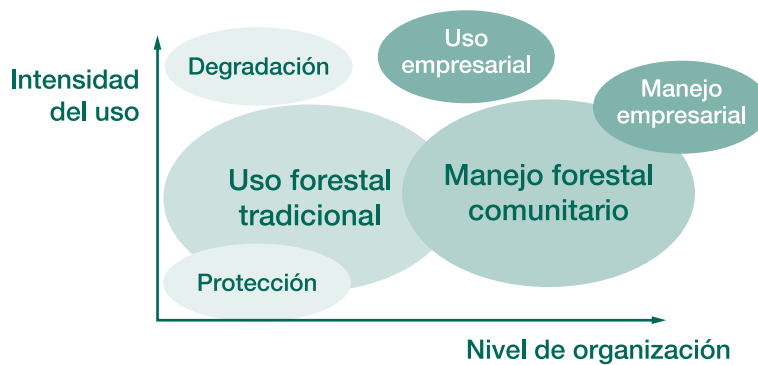 Intensidad
del uso
Degradación
Uso
empresarial
Manejo
empresarial
Uso forestal
tradicional
Manejo forestal
comunitario
Protección
Nivel de organización